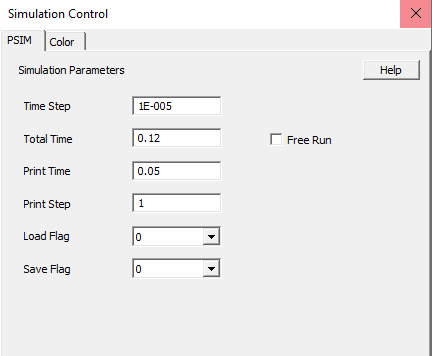 Simulation Control
PSIM Color
Simulation Parameters Help
Time Step 1E-005
Total Time 0.12 Free Run
Print Time 0.05
Print Step 1
Load Flag 0
Save Flag 0